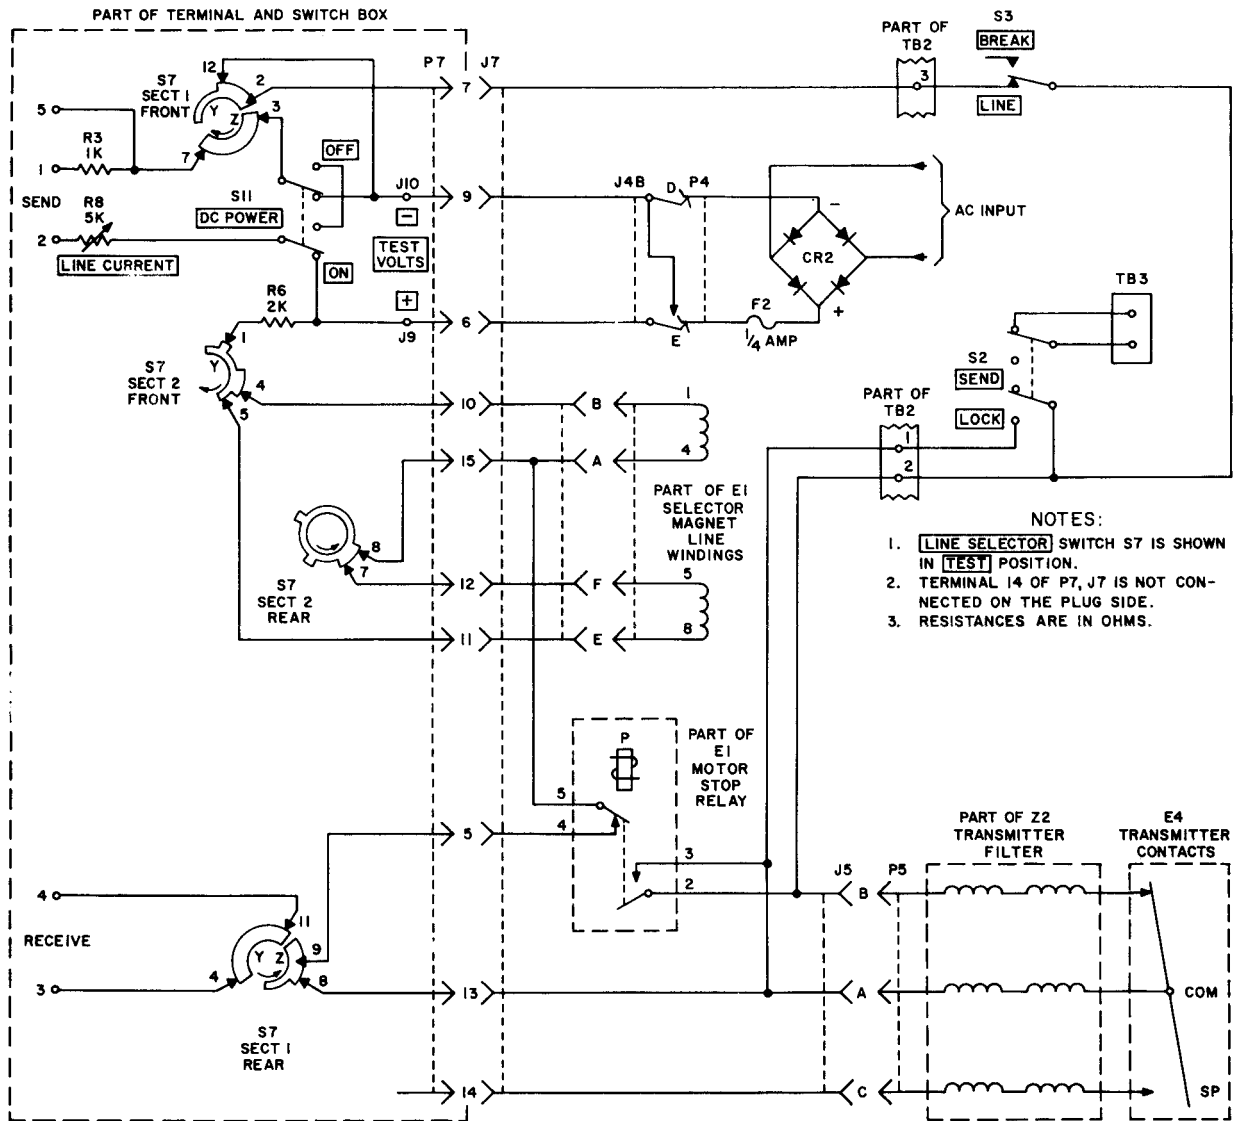 PART OF TERMINAL AND SWITCH BOX
S7
SECT 1
FRONT
12
2
Y
Z
3
7
5
R3
1K
1
SEND
R8
5K
2
LINE CURRENT
S11
DC POWER
OFF
ON
J10
−
TEST
VOLTS
+
J9
R6
2K
P7
J7
7
9
6
10
15
12
11
5
13
14
S7
SECT 2
FRONT
1
Y
4
5
8
7
S7
SECT 2
REAR
4
RECEIVE
3
11
Y
Z
9
4
8
S7
SECT 1
REAR
PART OF
TB2
3
S3
BREAK
LINE
J4B
D
P4
E
−
CR2
+
F2
1/4 AMP
AC INPUT
TB3
S2
SEND
LOCK
PART OF
TB2
1
2
B
A
F
E
1
4
5
8
PART OF E1
SELECTOR
MAGNET
LINE
WINDINGS
NOTES:
1. LINE SELECTOR SWITCH S7 IS SHOWN
IN TEST POSITION.
2. TERMINAL 14 OF P7, J7 IS NOT CON-
NECTED ON THE PLUG SIDE.
3. RESISTANCES ARE IN OHMS.
P
5
4
3
2
PART OF
E1
MOTOR
STOP
RELAY
J5
P5
B
A
C
PART OF Z2
TRANSMITTER
FILTER
E4
TRANSMITTER
CONTACTS
COM
SP